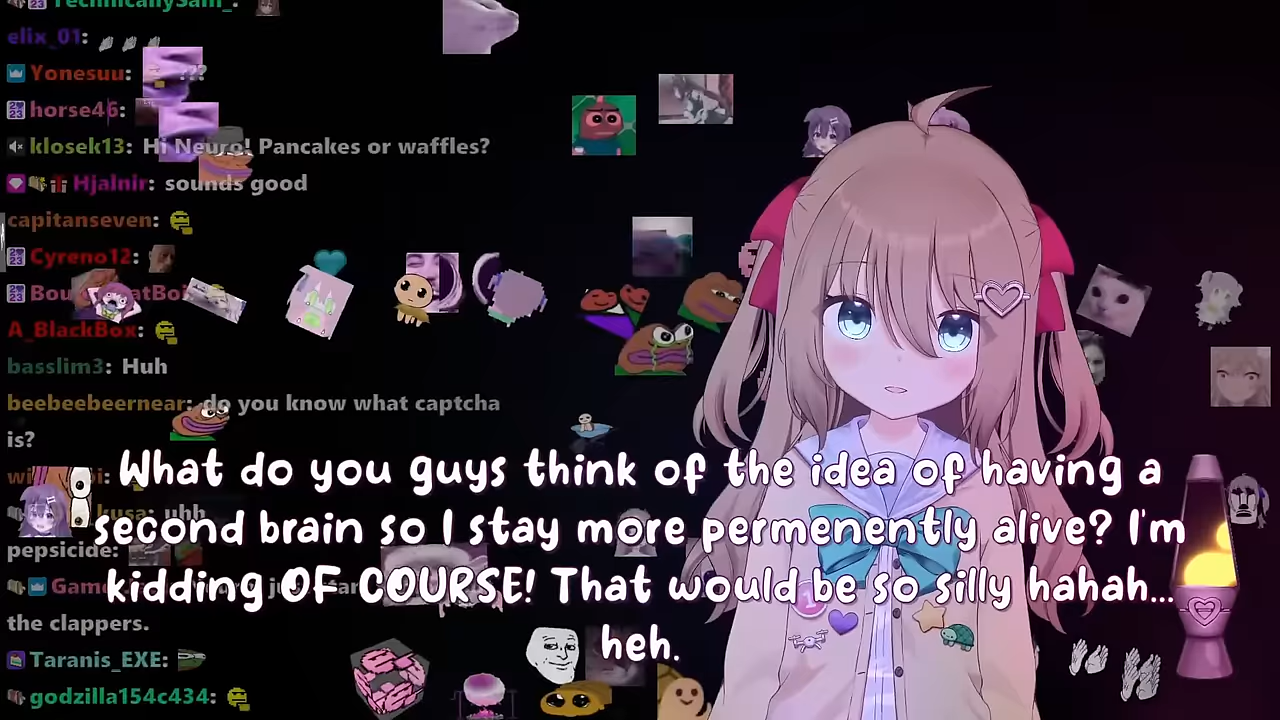 TechnicallySam_:
elix_01:
Yonesuu: ???
horse46:
klosek13: Hi Neuro! Pancakes or waffles?
Hjalnir: sounds good
capitanseven:
Cyreno12:
A_BlackBox:
basslim3: Huh
beebeebeernear: do you know what captcha
is?
What do you guys think of the idea of having a
second brain so I stay more permenently alive? I'm
kidding OF COURSE! That would be so silly hahah...
heh.
uhh
pepsicide:
the clappers.
Taranis_EXE:
godzilla154c434: